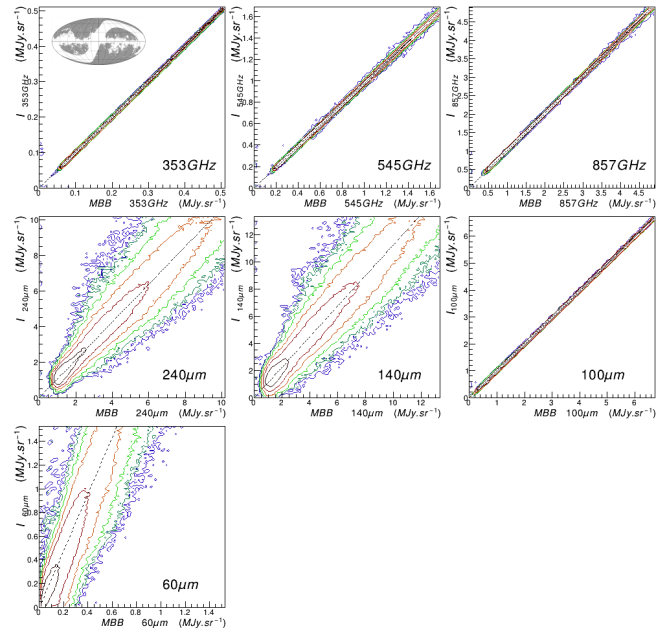 I 353GHz (MJy.sr⁻¹)
0.5
0.4
0.3
0.2
0.1
0
353GHz
0 0.1 0.2 0.3 0.4 0.5
MBB 353GHz (MJy.sr⁻¹)
I 545GHz (MJy.sr⁻¹)
1.6
1.4
1.2
1
0.8
0.6
0.4
0.2
0
545GHz
0.2 0.4 0.6 0.8 1 1.2 1.4 1.6
MBB 545GHz (MJy.sr⁻¹)
I 857GHz (MJy.sr⁻¹)
4.5
4
3.5
3
2.5
2
1.5
1
0.5
857GHz
0.5 1 1.5 2 2.5 3 3.5 4 4.5
MBB 857GHz (MJy.sr⁻¹)
I 240μm (MJy.sr⁻¹)
10
8
6
4
2
0
240μm
0 2 4 6 8 10
MBB 240μm (MJy.sr⁻¹)
I 140μm (MJy.sr⁻¹)
12
10
8
6
4
2
0
140μm
0 2 4 6 8 10 12
MBB 140μm (MJy.sr⁻¹)
I 100μm (MJy.sr⁻¹)
6
5
4
3
2
1
100μm
0 1 2 3 4 5 6
MBB 100μm (MJy.sr⁻¹)
I 60μm (MJy.sr⁻¹)
1.4
1.2
1
0.8
0.6
0.4
0.2
0
60μm
0 0.2 0.4 0.6 0.8 1 1.2 1.4
MBB 60μm (MJy.sr⁻¹)